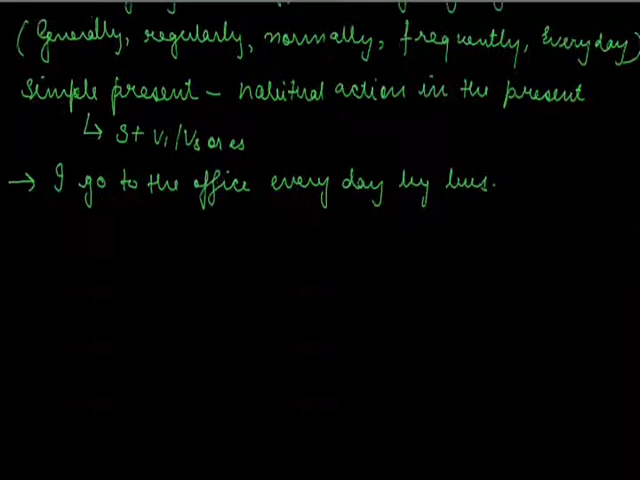 (Generally, regularly, normally, frequently, Everyday)
Simple present - habitual action in the present
↳ S + V1/Vs or es
→ I go to the office every day by bus.